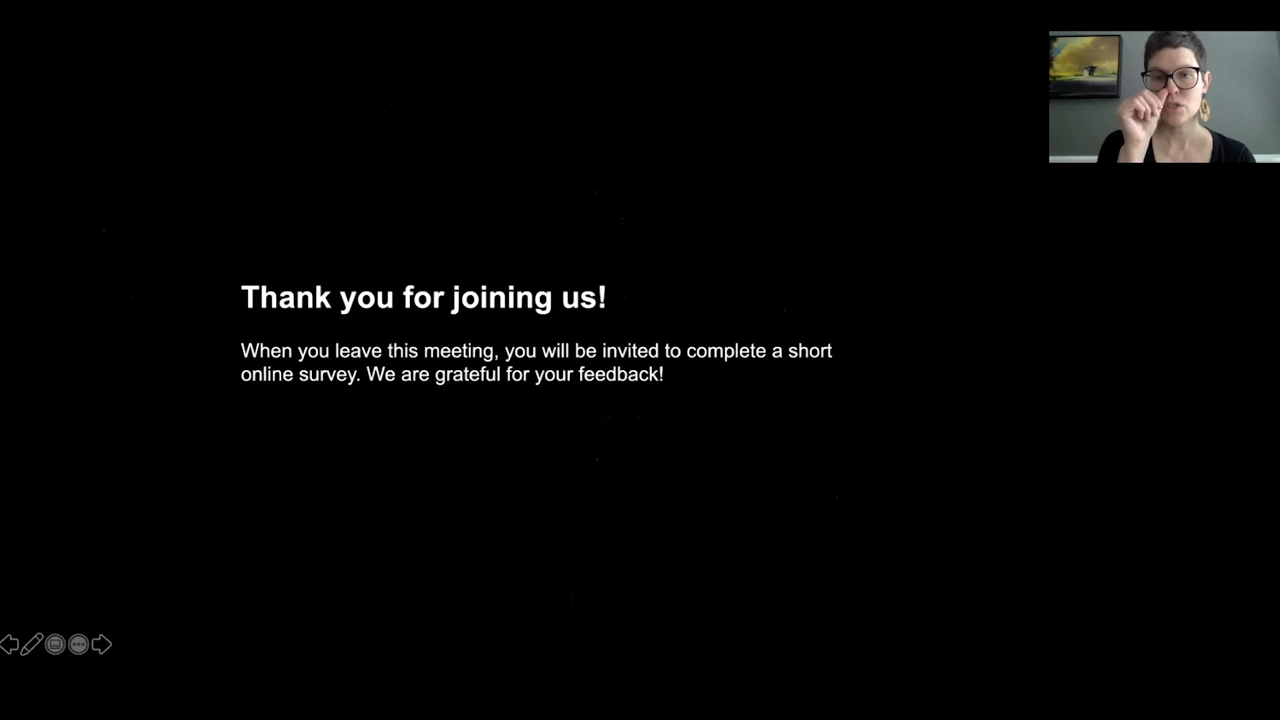 Thank you for joining us!
When you leave this meeting, you will be invited to complete a short
online survey. We are grateful for your feedback!